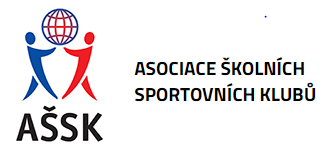 AŠSK
ASOCIACE ŠKOLNÍCH
SPORTOVNÍCH KLUBŮ